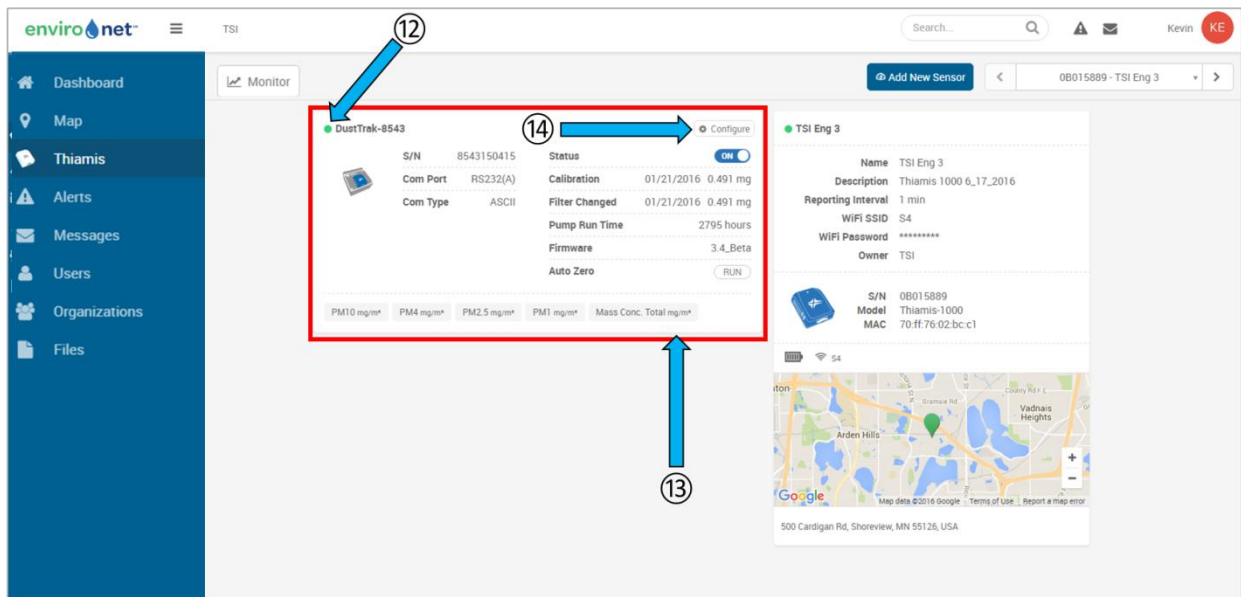 enviro net™
TSI
⑫
Search...
Kevin
KE
Dashboard
Map
Thiamis
Alerts
Messages
Users
Organizations
Files
Monitor
Add New Sensor
0B015889 - TSI Eng 3
DustTrak-8543
⑭
Configure
S/N 8543150415
Com Port RS232(A)
Com Type ASCII
Status ON
Calibration 01/21/2016 0.491 mg
Filter Changed 01/21/2016 0.491 mg
Pump Run Time 2795 hours
Firmware 3.4_Beta
Auto Zero RUN
PM10 mg/m³ PM4 mg/m³ PM2.5 mg/m³ PM1 mg/m³ Mass Conc. Total mg/m³
⑬
TSI Eng 3
Name TSI Eng 3
Description Thiamis 1000 6_17_2016
Reporting Interval 1 min
WiFi SSID S4
WiFi Password *********
Owner TSI
S/N 0B015889
Model Thiamis-1000
MAC 70:ff:76:02:bc:c1
S4
County Rd F E
Gramsie Rd
Vadnais
Heights
Arden Hills
+
−
Google
Map data ©2016 Google Terms of Use Report a map error
500 Cardigan Rd, Shoreview, MN 55126, USA